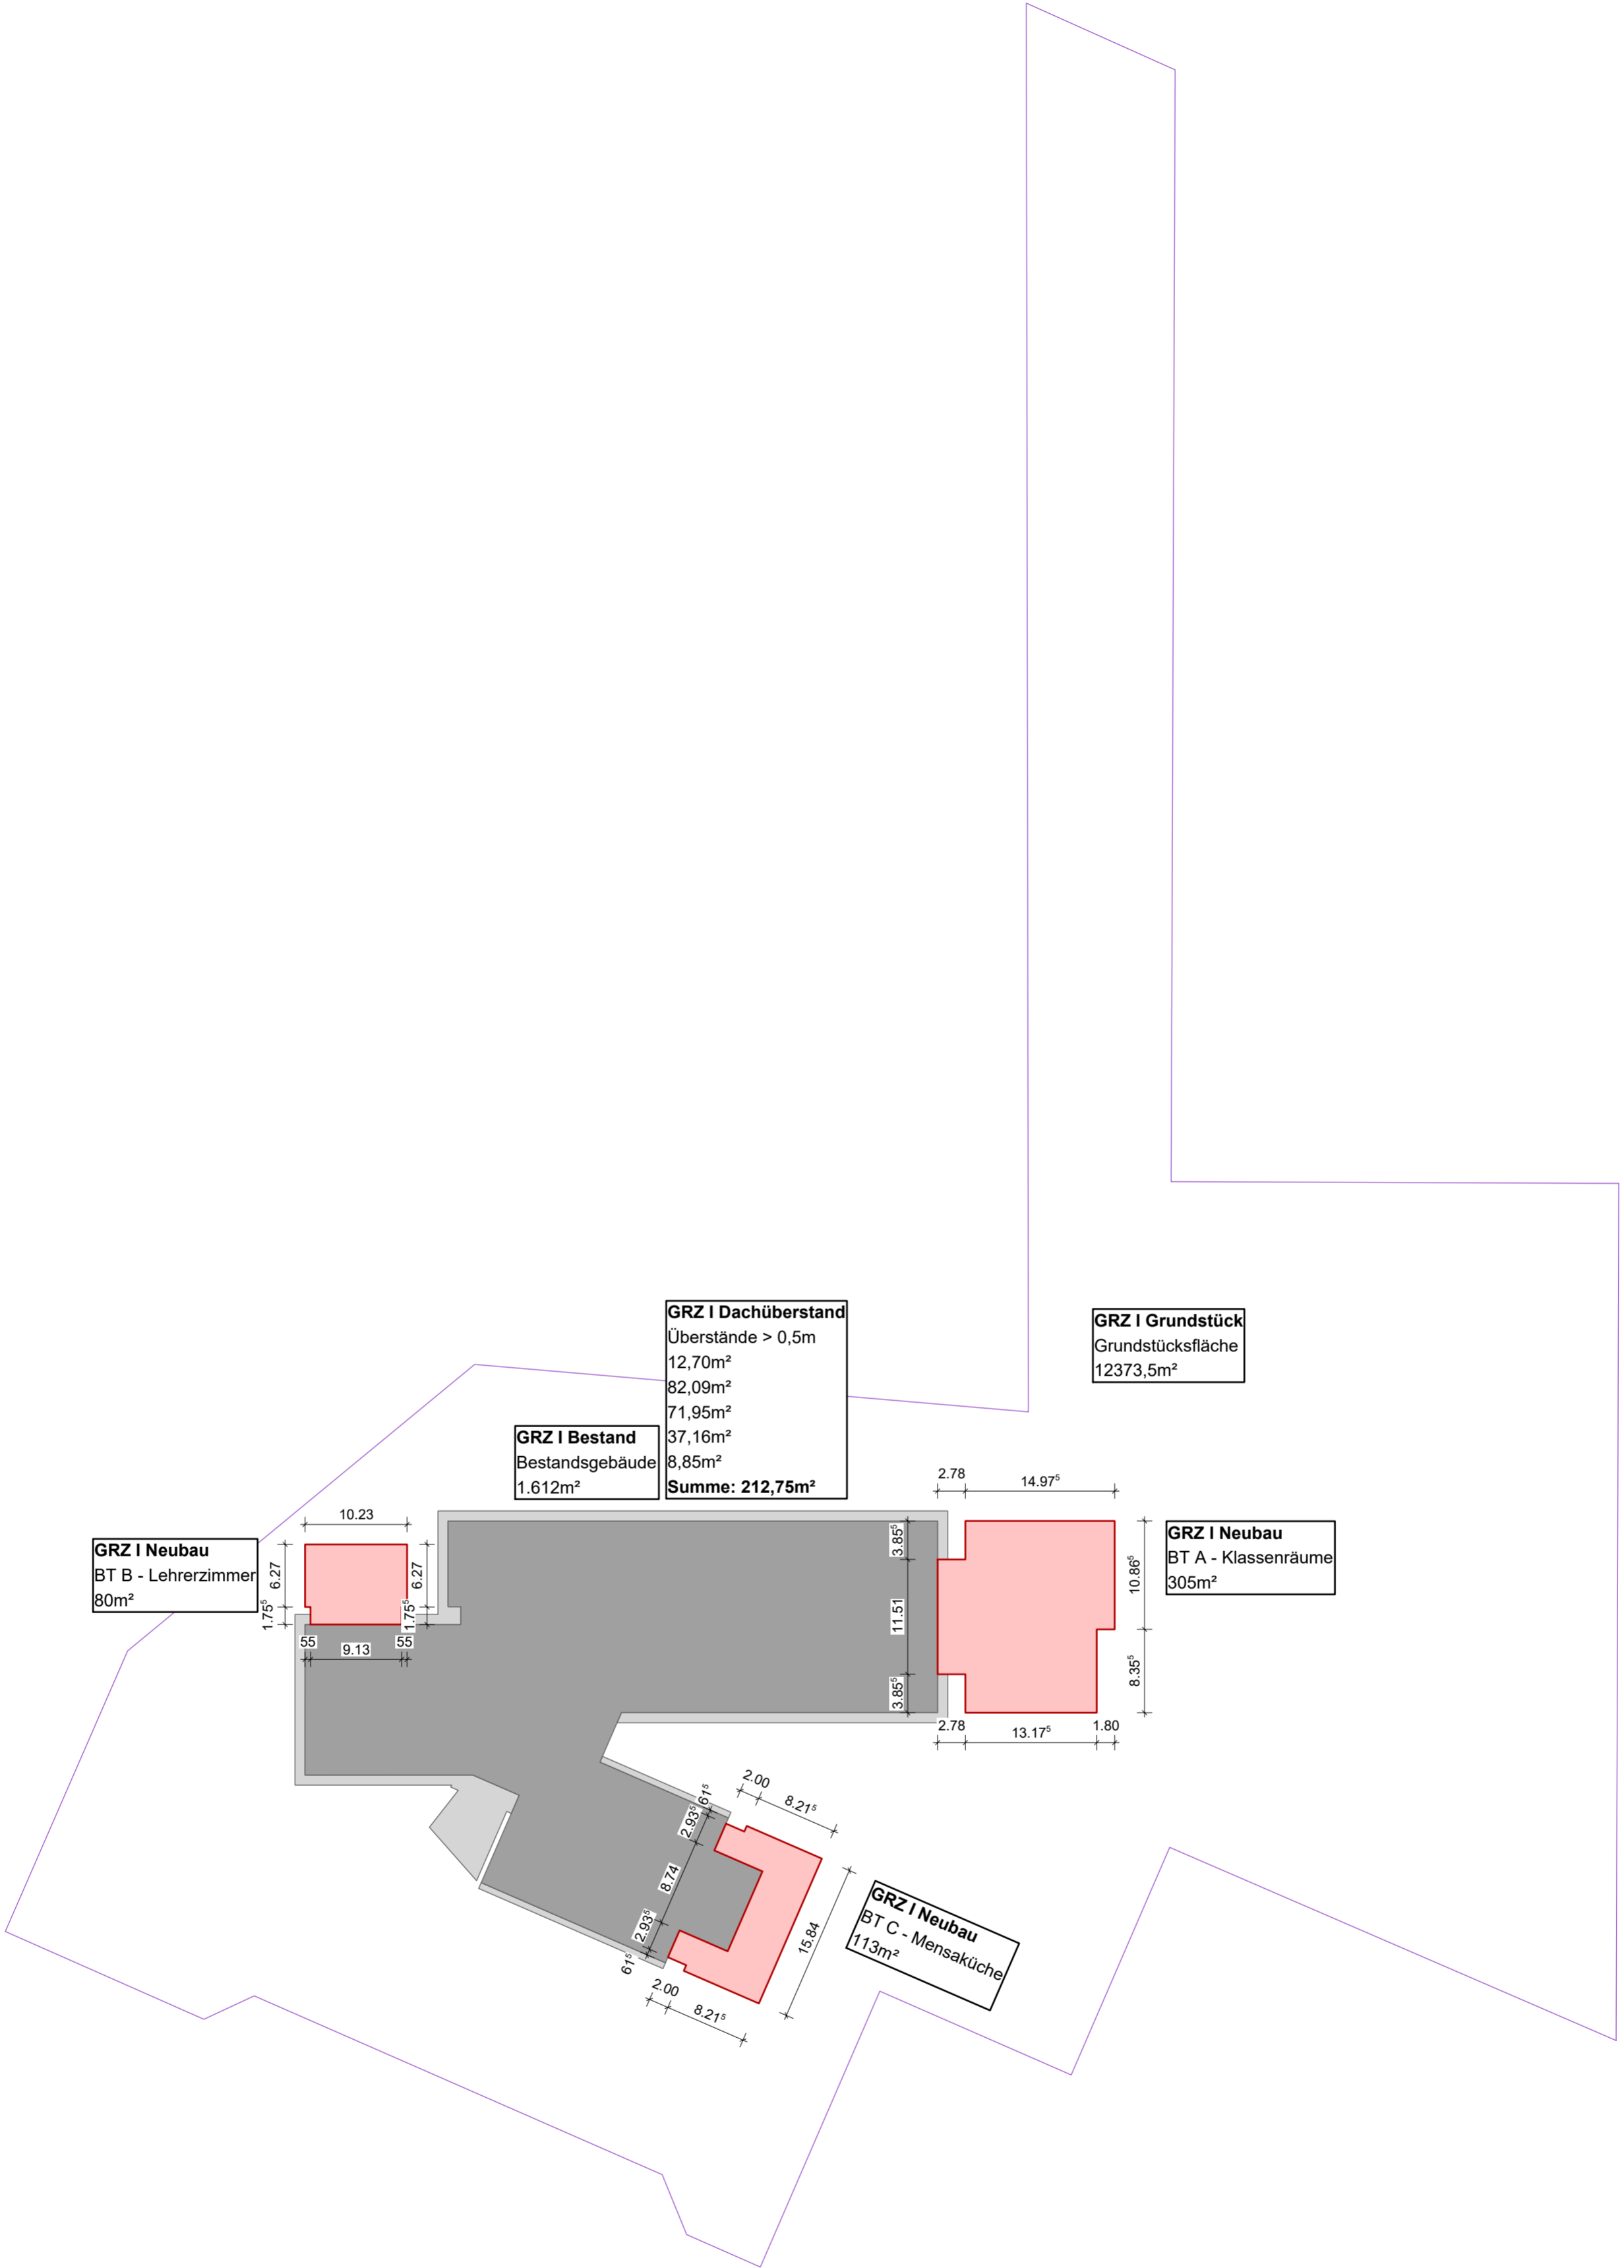 GRZ I Dachüberstand
Überstände > 0,5m
12,70m²
82,09m²
71,95m²
37,16m²
8,85m²
Summe: 212,75m²
GRZ I Grundstück
Grundstücksfläche
12373,5m²
GRZ I Bestand
Bestandsgebäude
1.612m²
2.78
14.97⁵
10.23
GRZ I Neubau
BT B - Lehrerzimmer
80m²
6.27
1.75⁵
6.27
1.75⁵
55
9.13
55
3.85⁵
11.51
3.85⁵
10.86⁵
8.35⁵
GRZ I Neubau
BT A - Klassenräume
305m²
2.78
13.17⁵
1.80
2.00
8.21⁵
61⁵
2.93⁵
8.74
2.93⁵
61⁵
15.84
GRZ I Neubau
BT C - Mensaküche
113m²
2.00
8.21⁵